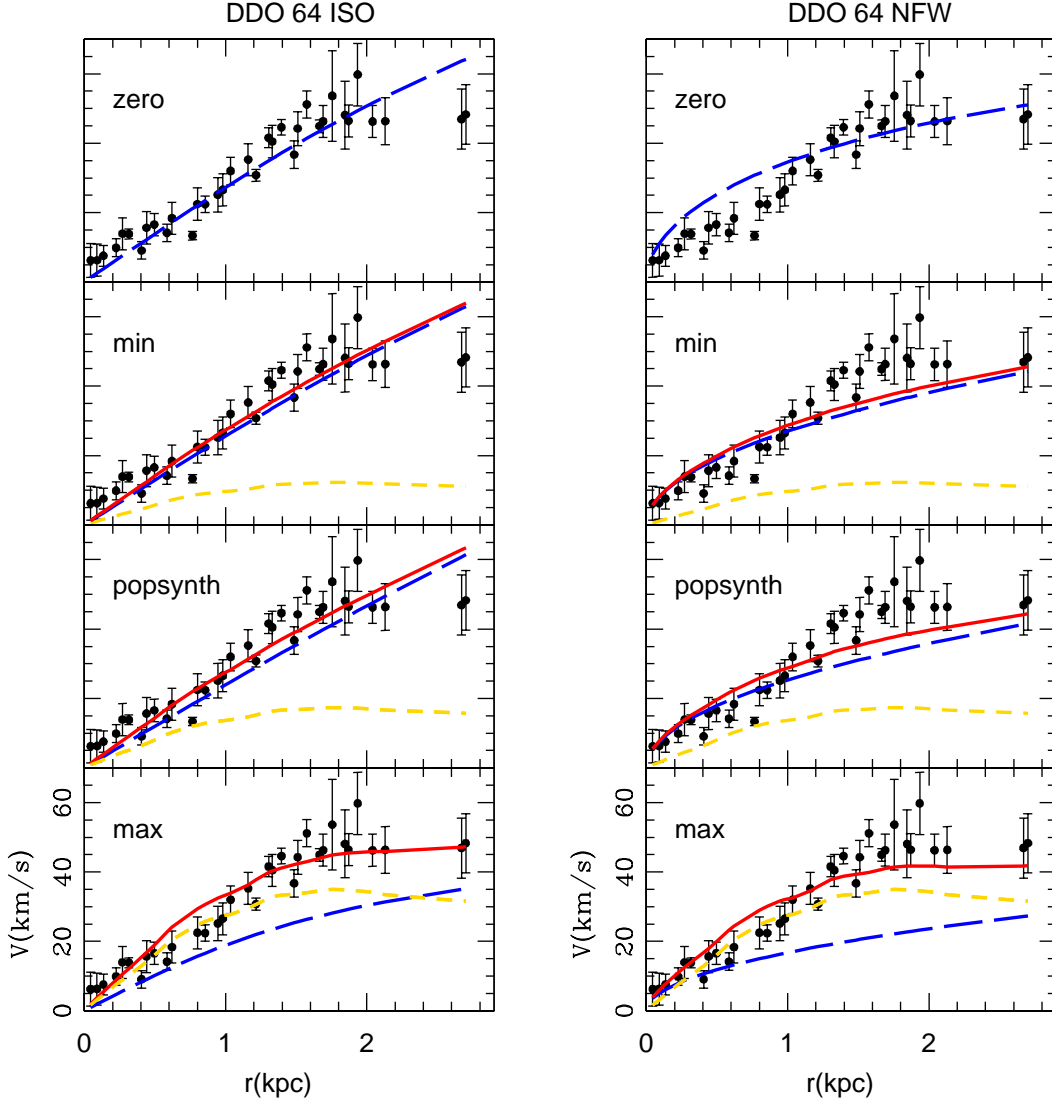 DDO 64 ISO
DDO 64 NFW
zero
zero
min
min
popsynth
popsynth
max
max
V(km/s)
0 20 40 60
V(km/s)
0 20 40 60
0 1 2
0 1 2
r(kpc)
r(kpc)